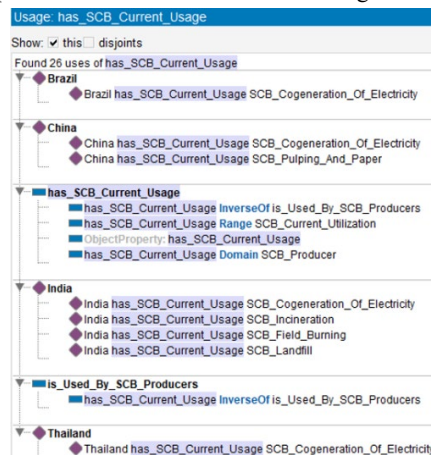 Usage: has_SCB_Current_Usage
Show: this disjoints
Found 26 uses of has_SCB_Current_Usage
Brazil
Brazil has_SCB_Current_Usage SCB_Cogeneration_Of_Electricity
China
China has_SCB_Current_Usage SCB_Cogeneration_Of_Electricity
China has_SCB_Current_Usage SCB_Pulping_And_Paper
has_SCB_Current_Usage
has_SCB_Current_Usage InverseOf is_Used_By_SCB_Producers
has_SCB_Current_Usage Range SCB_Current_Utilization
ObjectProperty: has_SCB_Current_Usage
has_SCB_Current_Usage Domain SCB_Producer
India
India has_SCB_Current_Usage SCB_Cogeneration_Of_Electricity
India has_SCB_Current_Usage SCB_Incineration
India has_SCB_Current_Usage SCB_Field_Burning
India has_SCB_Current_Usage SCB_Landfill
is_Used_By_SCB_Producers
has_SCB_Current_Usage InverseOf is_Used_By_SCB_Producers
Thailand
Thailand has_SCB_Current_Usage SCB_Cogeneration_Of_Electricity